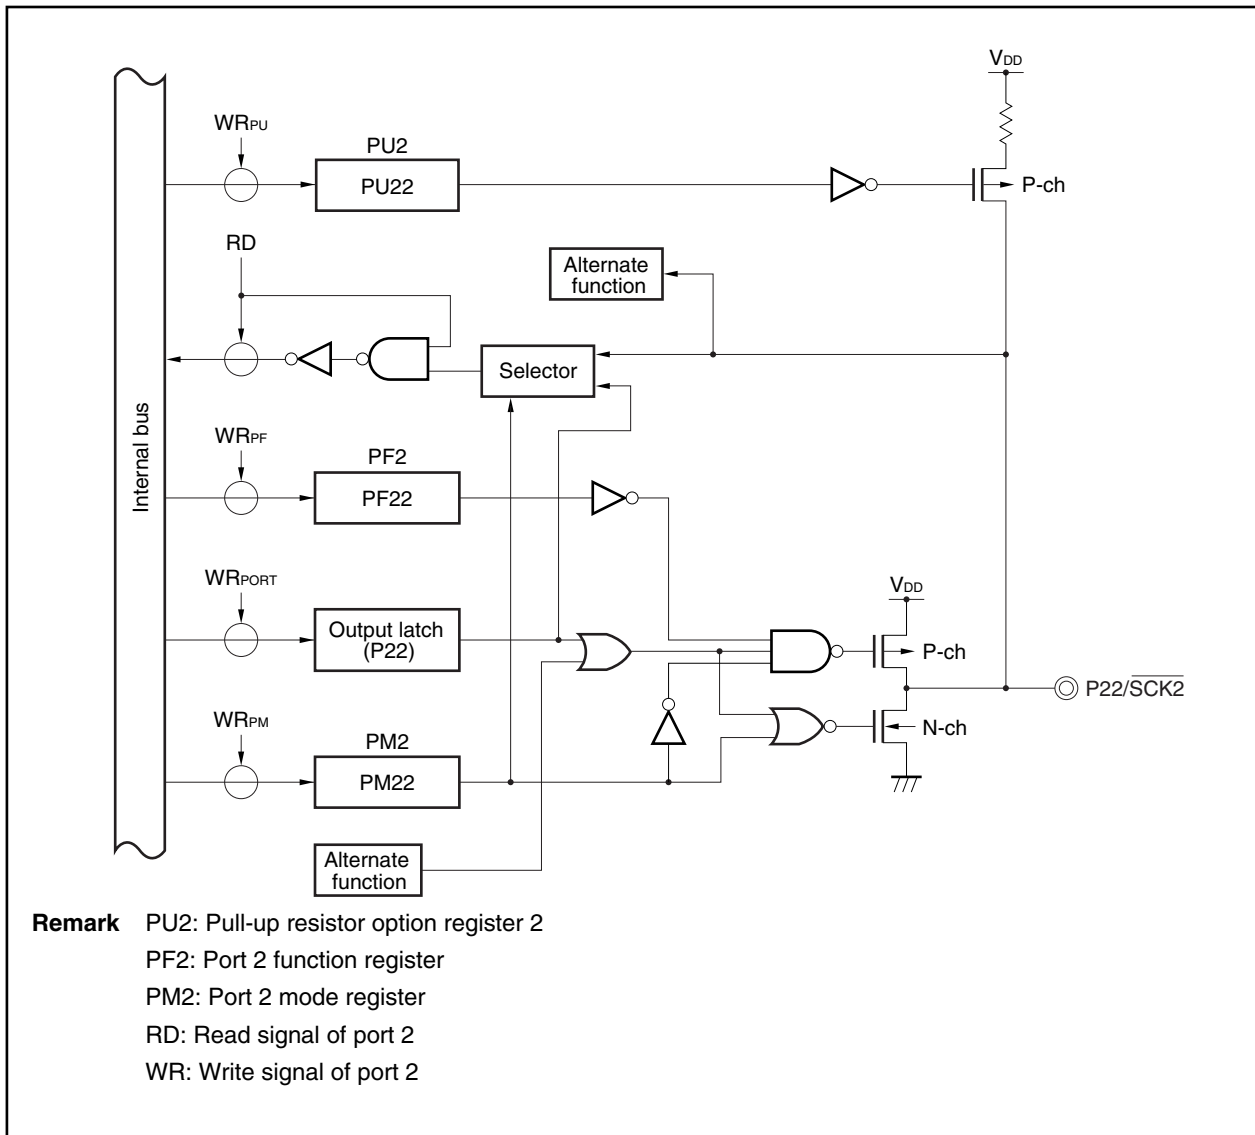 VDD
WRPU
PU2
PU22
P-ch
RD
Alternate
function
Selector
Internal bus
WRPF
PF2
PF22
WRPORT
VDD
Output latch
(P22)
P-ch
P22/SCK2
WRPM
PM2
N-ch
PM22
Alternate
function
Remark PU2: Pull-up resistor option register 2
PF2: Port 2 function register
PM2: Port 2 mode register
RD: Read signal of port 2
WR: Write signal of port 2